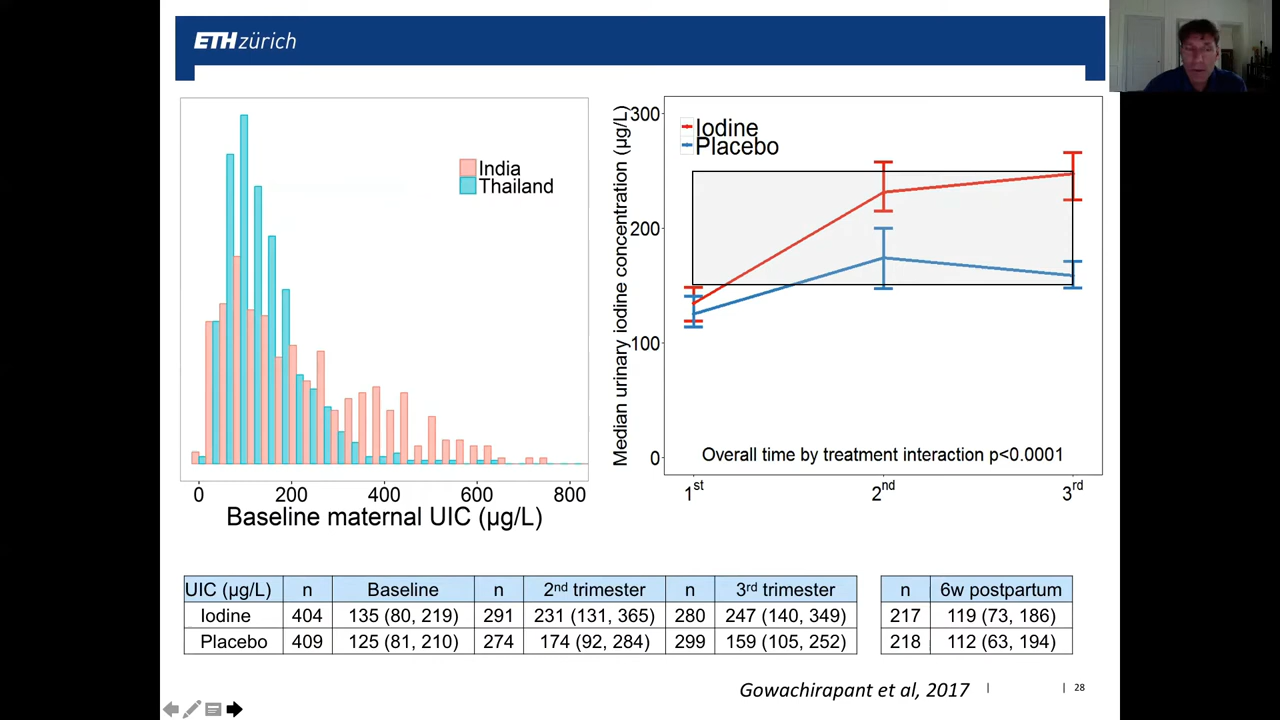 ETH zürich
India
Thailand
0 200 400 600 800
Baseline maternal UIC (µg/L)
Median urinary iodine concentration (µg/L)
300
200
100
0
Iodine
Placebo
Overall time by treatment interaction p<0.0001
1st 2nd 3rd
UIC (µg/L) n Baseline n 2nd trimester n 3rd trimester n 6w postpartum
Iodine 404 135 (80, 219) 291 231 (131, 365) 280 247 (140, 349) 217 119 (73, 186)
Placebo 409 125 (81, 210) 274 174 (92, 284) 299 159 (105, 252) 218 112 (63, 194)
Gowachirapant et al, 2017 | | 28